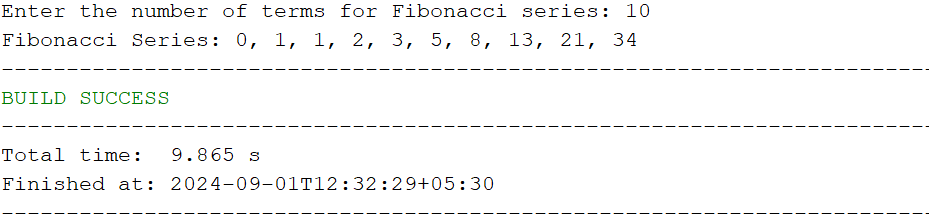 Enter the number of terms for Fibonacci series: 10
Fibonacci Series: 0, 1, 1, 2, 3, 5, 8, 13, 21, 34
------------------------------------------------------------------------
BUILD SUCCESS
------------------------------------------------------------------------
Total time:  9.865 s
Finished at: 2024-09-01T12:32:29+05:30
------------------------------------------------------------------------